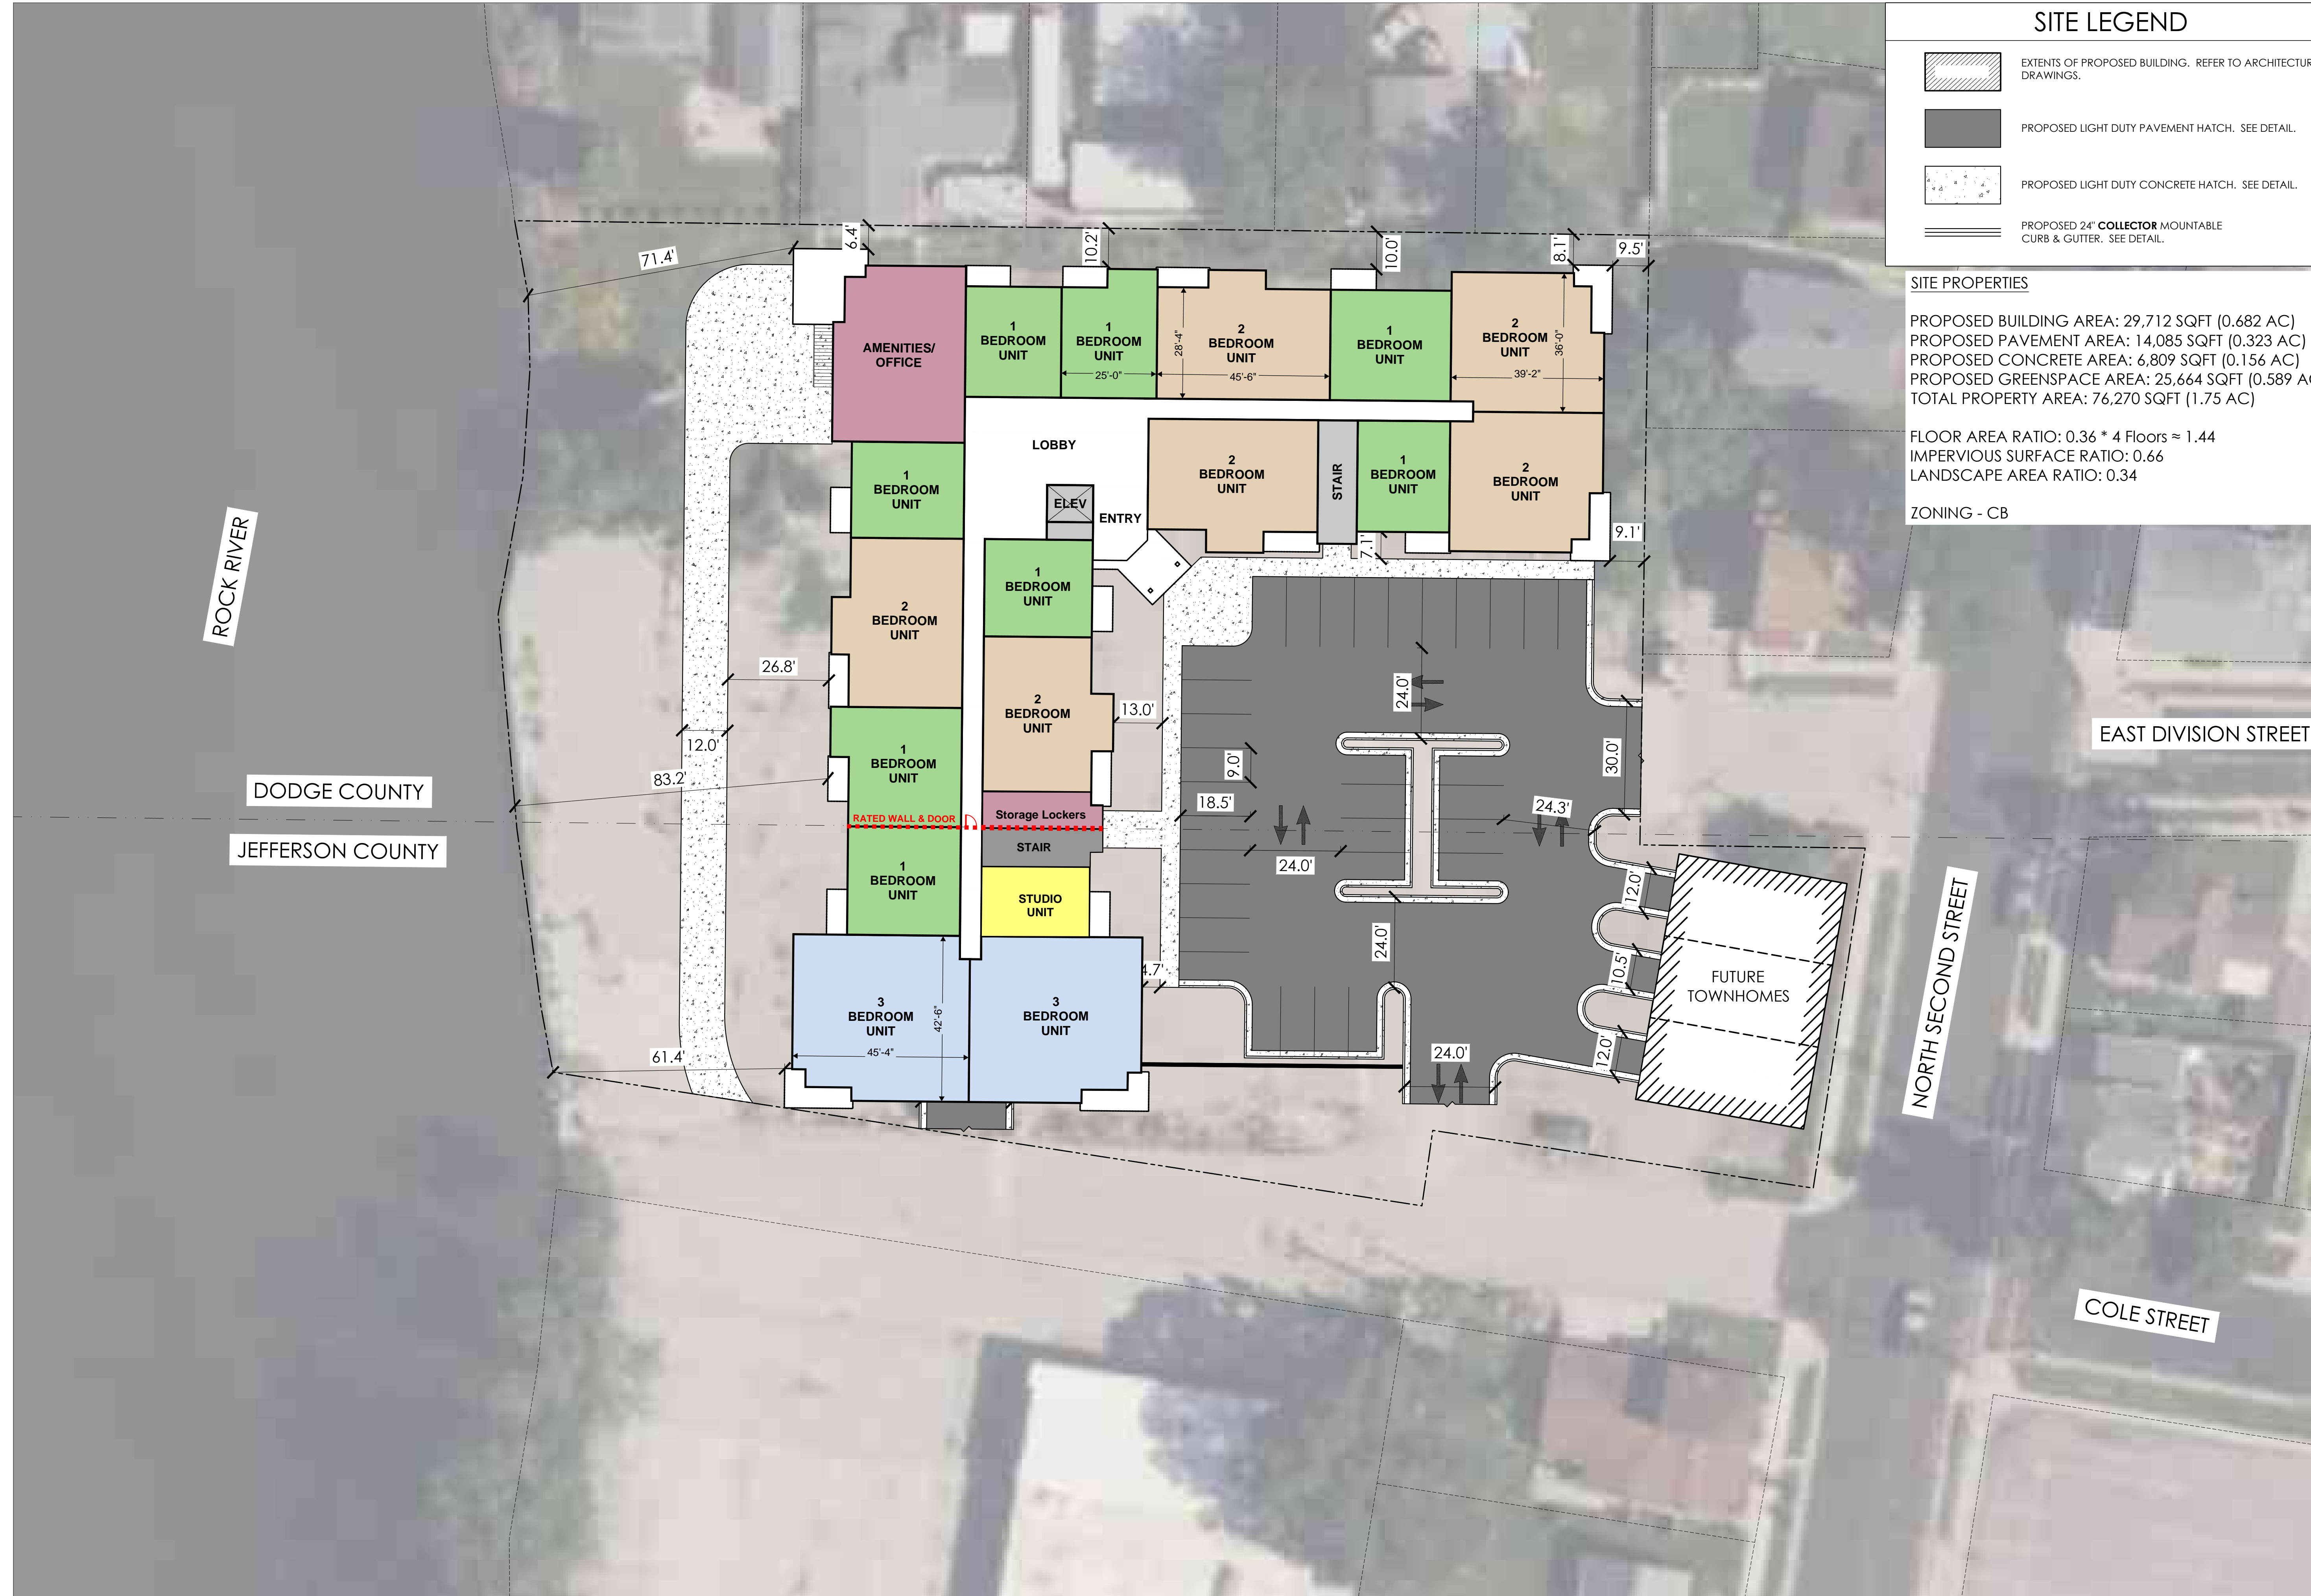 SITE LEGEND
EXTENTS OF PROPOSED BUILDING. REFER TO ARCHITECTUR
DRAWINGS.
PROPOSED LIGHT DUTY PAVEMENT HATCH. SEE DETAIL.
PROPOSED LIGHT DUTY CONCRETE HATCH. SEE DETAIL.
PROPOSED 24" COLLECTOR MOUNTABLE
CURB & GUTTER. SEE DETAIL.
SITE PROPERTIES
PROPOSED BUILDING AREA: 29,712 SQFT (0.682 AC)
PROPOSED PAVEMENT AREA: 14,085 SQFT (0.323 AC)
PROPOSED CONCRETE AREA: 6,809 SQFT (0.156 AC)
PROPOSED GREENSPACE AREA: 25,664 SQFT (0.589 A
TOTAL PROPERTY AREA: 76,270 SQFT (1.75 AC)
FLOOR AREA RATIO: 0.36 * 4 Floors ≈ 1.44
IMPERVIOUS SURFACE RATIO: 0.66
LANDSCAPE AREA RATIO: 0.34
ZONING - CB
71.4'
6.4'
10.2'
10.0'
8.1'
9.5'
AMENITIES/
OFFICE
1
BEDROOM
UNIT
1
BEDROOM
UNIT
25'-0"
28'-4"
2
BEDROOM
UNIT
45'-6"
1
BEDROOM
UNIT
2
BEDROOM
UNIT
36'-0"
39'-2"
LOBBY
ELEV
ENTRY
2
BEDROOM
UNIT
STAIR
1
BEDROOM
UNIT
2
BEDROOM
UNIT
7.1'
9.1'
1
BEDROOM
UNIT
2
BEDROOM
UNIT
1
BEDROOM
UNIT
2
BEDROOM
UNIT
ROCK RIVER
26.8'
12.0'
83.2'
13.0'
1
BEDROOM
UNIT
RATED WALL & DOOR
Storage Lockers
STAIR
1
BEDROOM
UNIT
STUDIO
UNIT
DODGE COUNTY
JEFFERSON COUNTY
24.0'
9.0'
18.5'
24.0'
24.3'
30.0'
24.0'
4.7'
EAST DIVISION STREET
12.0'
10.5'
12.0'
FUTURE
TOWNHOMES
NORTH SECOND STREET
3
BEDROOM
UNIT
42'-6"
45'-4"
3
BEDROOM
UNIT
61.4'
24.0'
COLE STREET